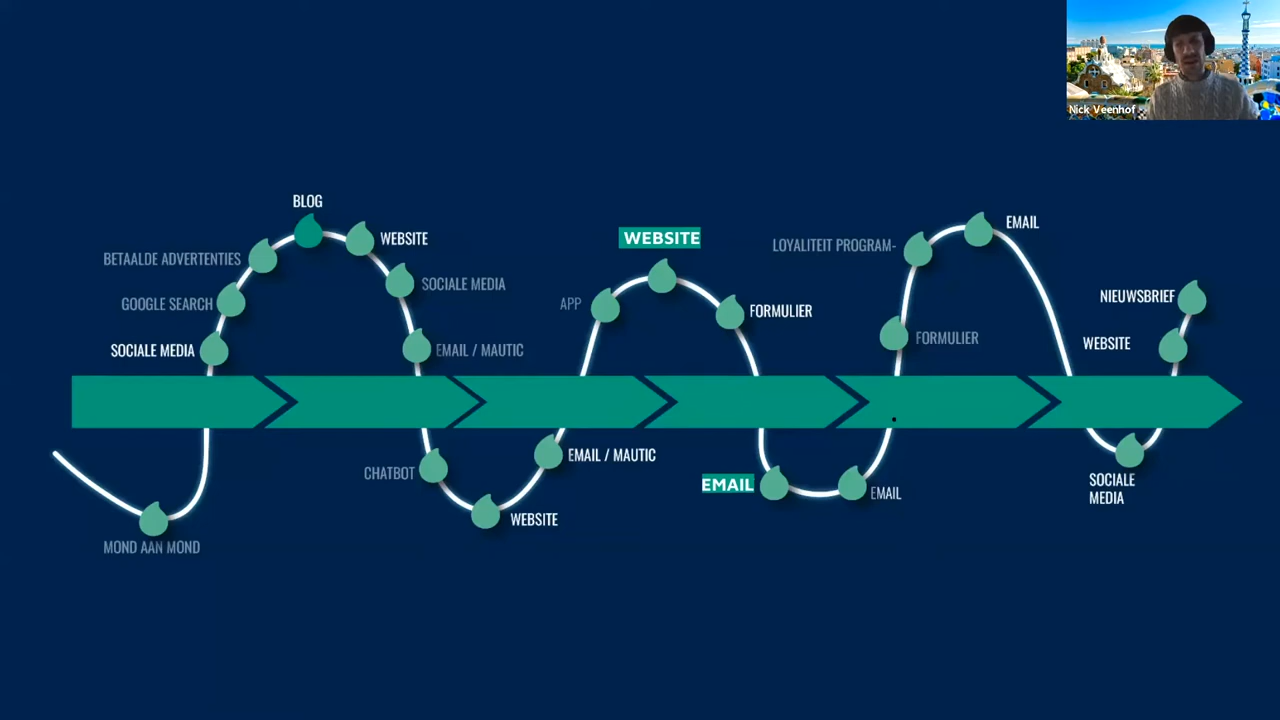 Nick Veenhof
BLOG
WEBSITE
BETAALDE ADVERTENTIES
SOCIALE MEDIA
GOOGLE SEARCH
SOCIALE MEDIA
EMAIL / MAUTIC
MOND AAN MOND
CHATBOT
WEBSITE
EMAIL / MAUTIC
APP
WEBSITE
FORMULIER
EMAIL
EMAIL
FORMULIER
LOYALITEIT PROGRAM-
EMAIL
SOCIALE
MEDIA
WEBSITE
NIEUWSBRIEF